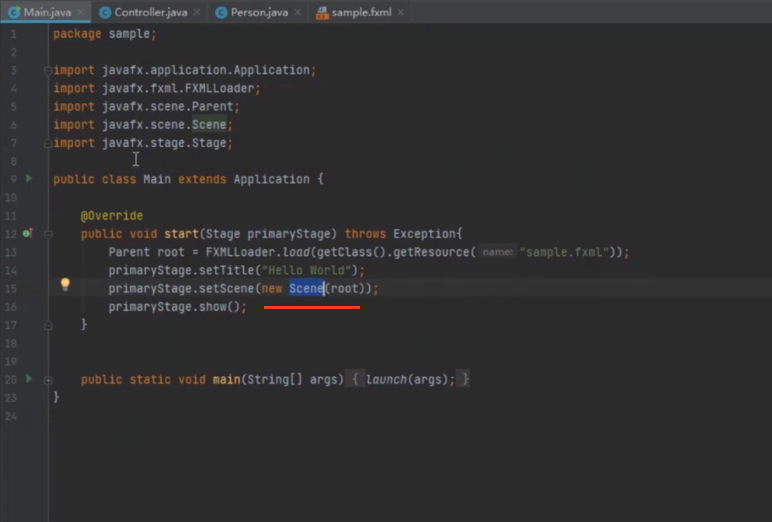 Main.java × Controller.java × Person.java × sample.fxml ×
1 package sample;
2
3 import javafx.application.Application;
4 import javafx.fxml.FXMLLoader;
5 import javafx.scene.Parent;
6 import javafx.scene.Scene;
7 import javafx.stage.Stage;
8
9 public class Main extends Application {
10
11 @Override
12 public void start(Stage primaryStage) throws Exception{
13 Parent root = FXMLLoader.load(getClass().getResource( name: "sample.fxml"));
14 primaryStage.setTitle("Hello World");
15 primaryStage.setScene(new Scene(root));
16 primaryStage.show();
17 }
18
19
20 public static void main(String[] args) { launch(args); }
23 }
24